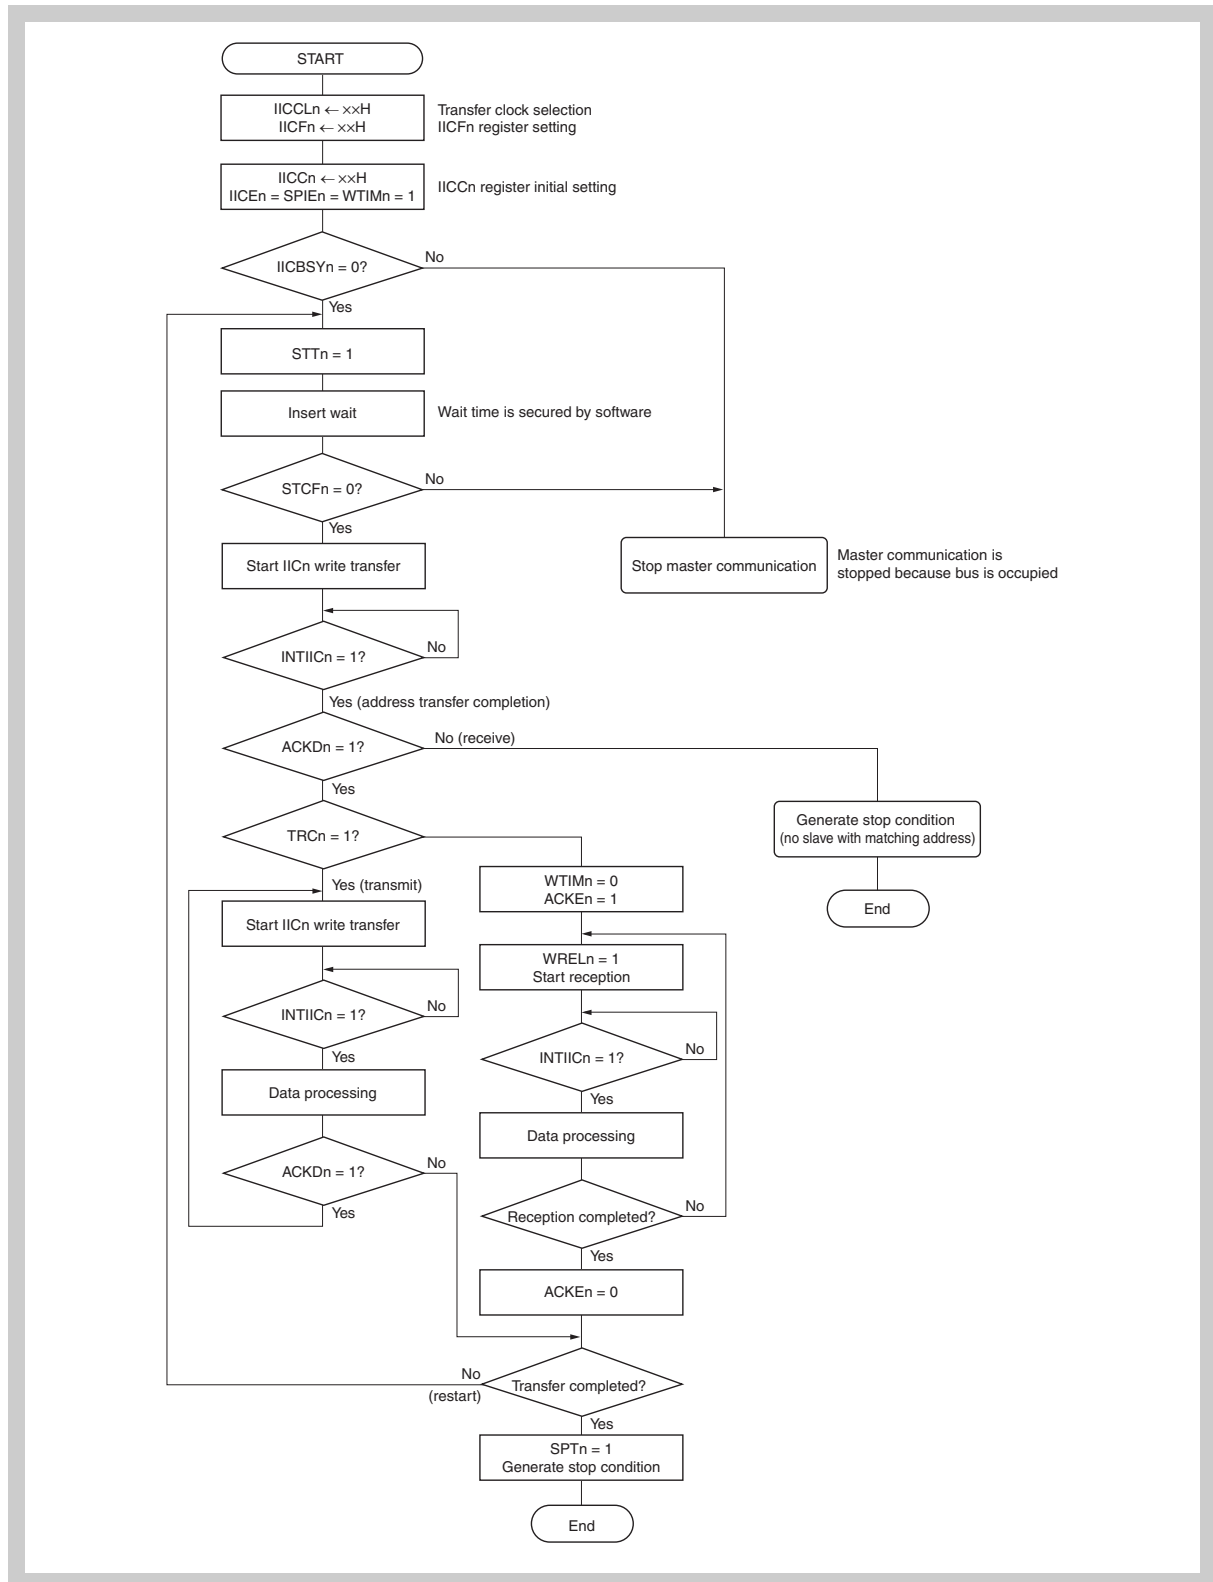 START
IICCLn ← ××H
IICFn ← ××H
Transfer clock selection
IICFn register setting
IICCn ← ××H
IICEn = SPIEn = WTIMn = 1
IICCn register initial setting
IICBSYn = 0?
No
Yes
STTn = 1
Insert wait
Wait time is secured by software
STCFn = 0?
No
Yes
Start IICn write transfer
Stop master communication
Master communication is
stopped because bus is occupied
INTIICn = 1?
No
Yes (address transfer completion)
ACKDn = 1?
No (receive)
Yes
Generate stop condition
(no slave with matching address)
End
TRCn = 1?
Yes (transmit)
WTIMn = 0
ACKEn = 1
Start IICn write transfer
WRELn = 1
Start reception
INTIICn = 1?
No
Yes
INTIICn = 1?
No
Yes
Data processing
Data processing
ACKDn = 1?
No
Yes
Reception completed?
No
Yes
ACKEn = 0
Transfer completed?
No
(restart)
Yes
SPTn = 1
Generate stop condition
End